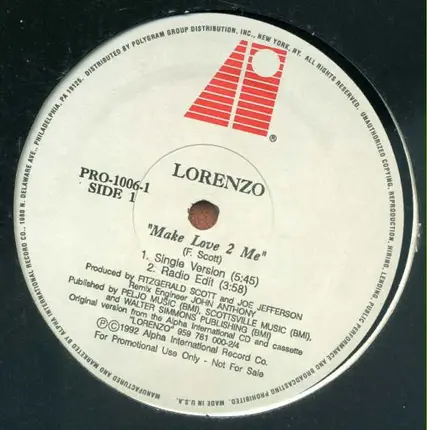 MANUFACTURED AND MARKETED BY ALPHA INTERNATIONAL RECORD CO., 1080 N. DELAWARE AVE., PHILADELPHIA, PA 19125. DISTRIBUTED BY POLYGRAM GROUP DISTRIBUTION, INC., NEW YORK, NY. ALL RIGHTS RESERVED. UNAUTHORIZED COPYING, REPRODUCTION, HIRING, LENDING, PUBLIC PERFORMANCE AND BROADCASTING PROHIBITED. MADE IN U.S.A.
®
LORENZO
PRO-1006-1
SIDE 1
"Make Love 2 Me"
(F. Scott)
1. Single Version (5:45)
2. Radio Edit (3:58)
Produced by FITZGERALD SCOTT and JOE JEFFERSON
Remix Engineer JOHN ANTHONY
Published by PELJO MUSIC (BMI), SCOTTSVILLE MUSIC (BMI),
and WALTER SIMMONS PUBLISHING (BMI)
Original version from the Alpha International CD and cassette
"LORENZO" 959 761 000-2/4
℗©1992 Alpha International Record Co.
For Promotional Use Only - Not For Sale